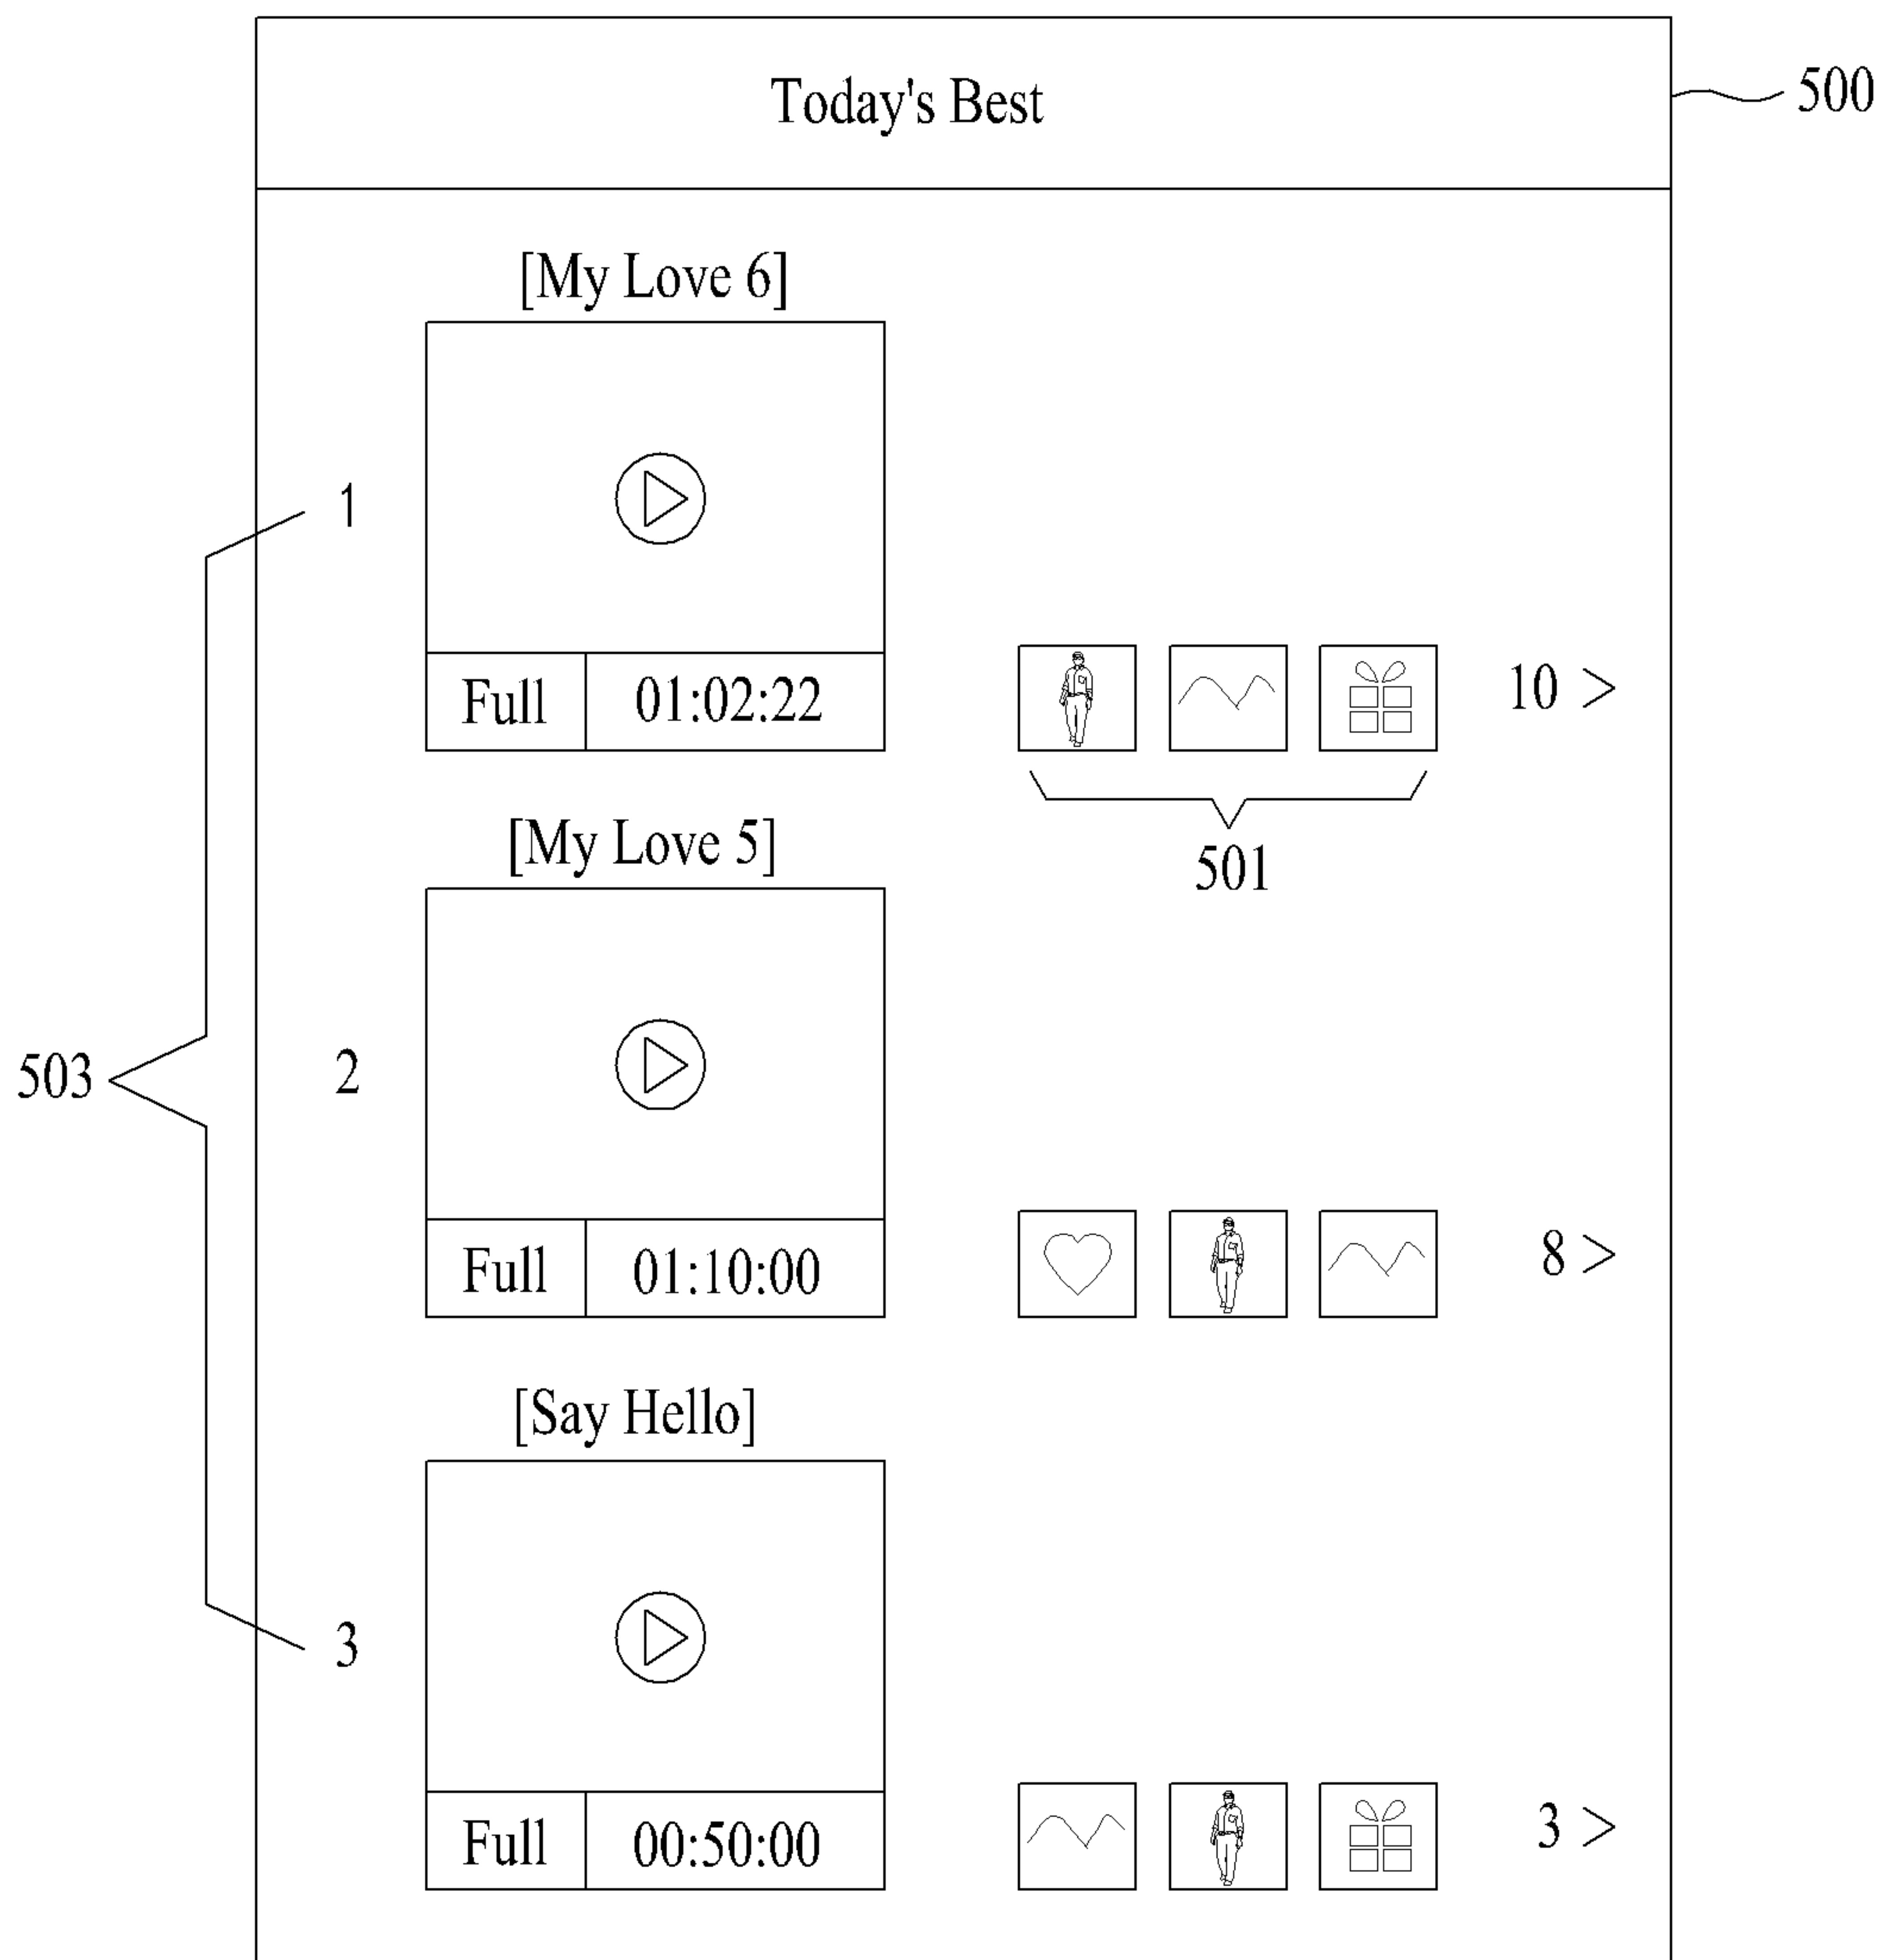 Today's Best
500
[My Love 6]
1
Full 01:02:22
10 >
501
[My Love 5]
503
2
Full 01:10:00
8 >
[Say Hello]
3
Full 00:50:00
3 >